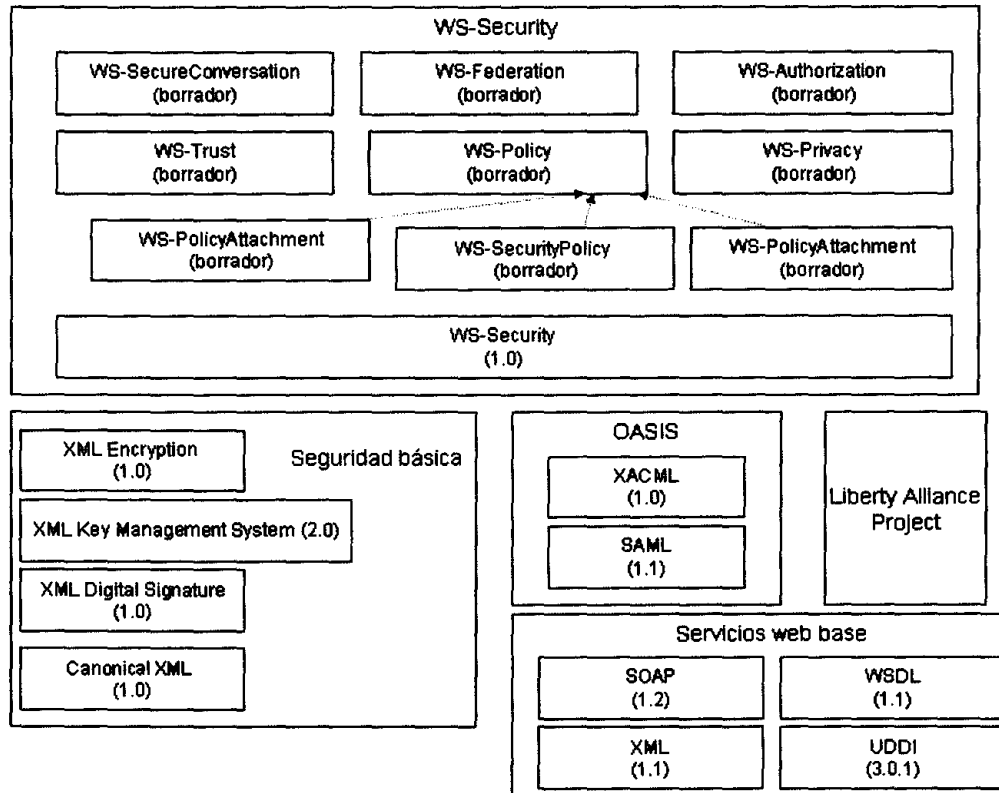 WS-Security
WS-SecureConversation
(borrador)
WS-Federation
(borrador)
WS-Authorization
(borrador)
WS-Trust
(borrador)
WS-Policy
(borrador)
WS-Privacy
(borrador)
WS-PolicyAttachment
(borrador)
WS-SecurityPolicy
(borrador)
WS-PolicyAttachment
(borrador)
WS-Security
(1.0)
Seguridad básica
XML Encryption
(1.0)
XML Key Management System (2.0)
XML Digital Signature
(1.0)
Canonical XML
(1.0)
OASIS
XACML
(1.0)
SAML
(1.1)
Liberty Alliance
Project
Servicios web base
SOAP
(1.2)
WSDL
(1.1)
XML
(1.1)
UDDI
(3.0.1)